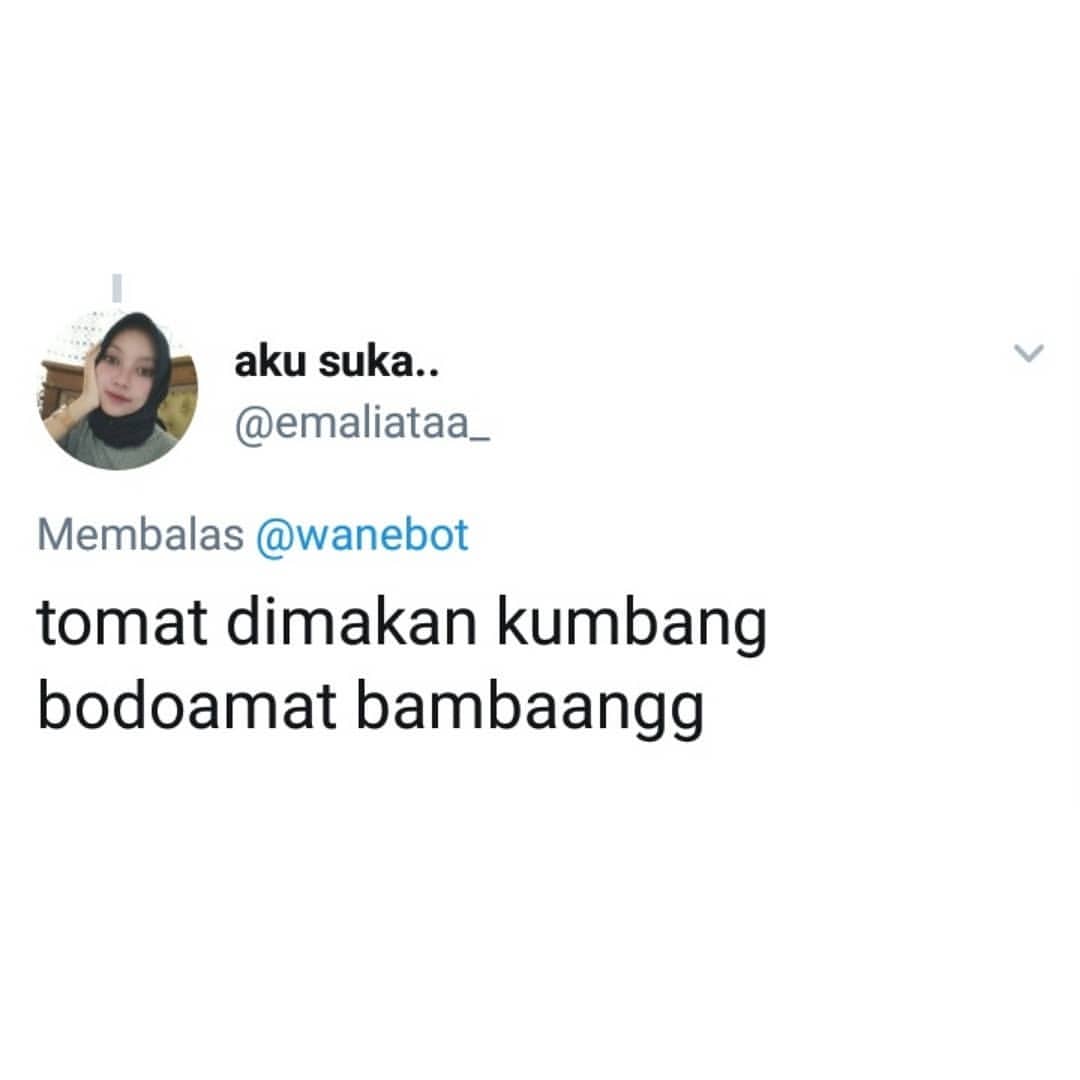 aku suka..
@emaliataa_
Membalas @wanebot
tomat dimakan kumbang
bodoamat bambaangg